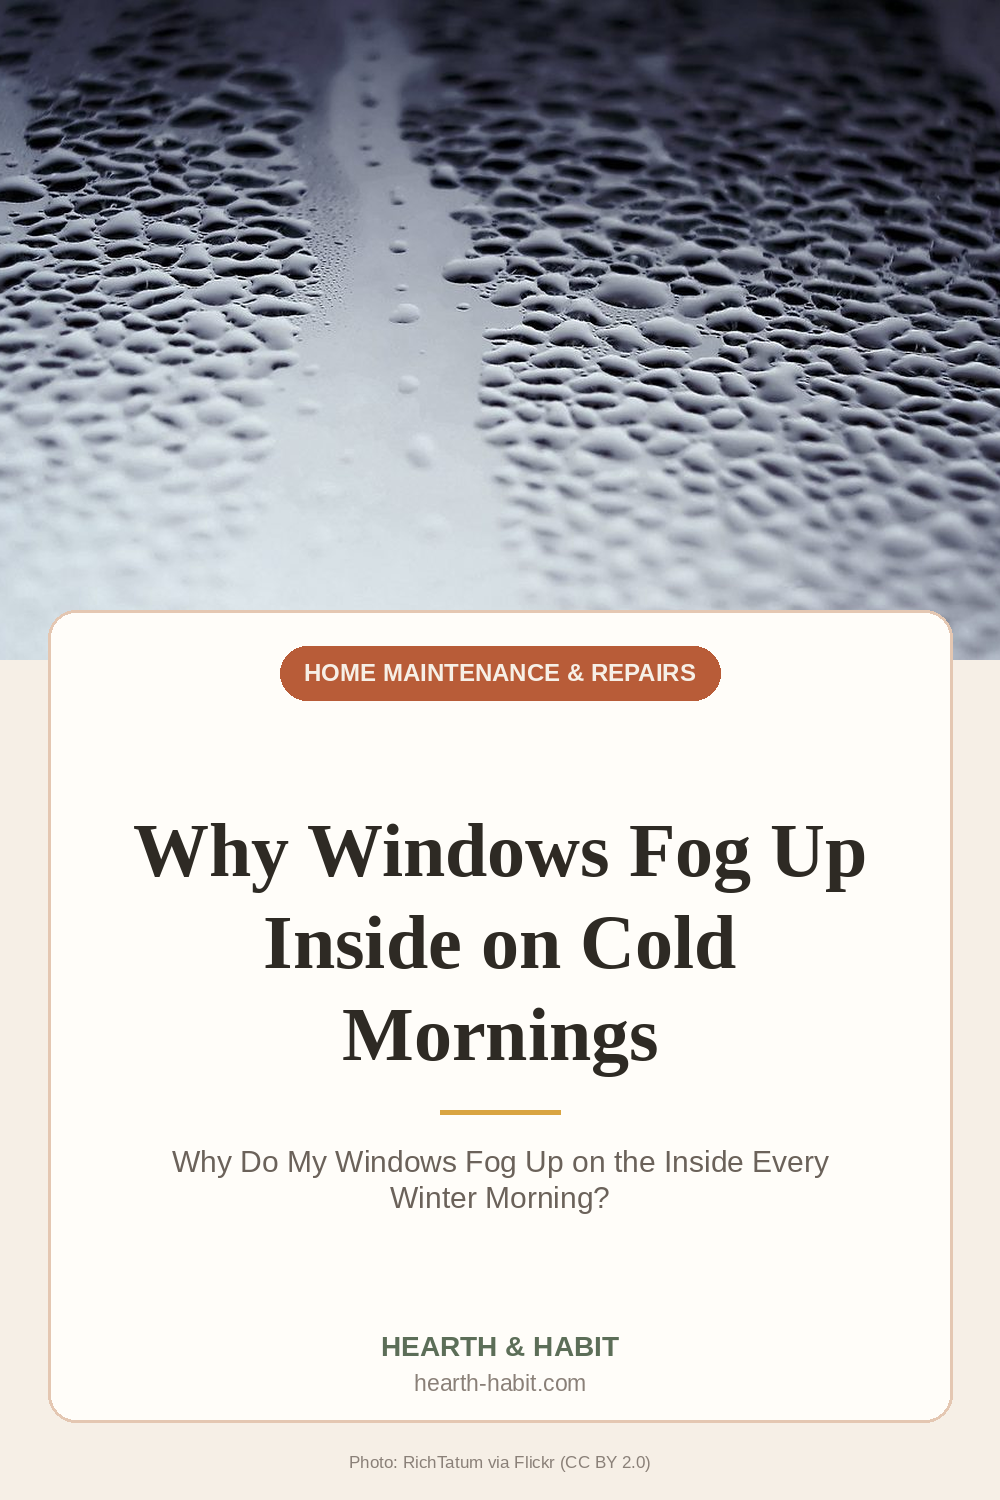 HOME MAINTENANCE & REPAIRS
Why Windows Fog Up
Inside on Cold
Mornings
Why Do My Windows Fog Up on the Inside Every
Winter Morning?
HEARTH & HABIT
hearth-habit.com
Photo: RichTatum via Flickr (CC BY 2.0)